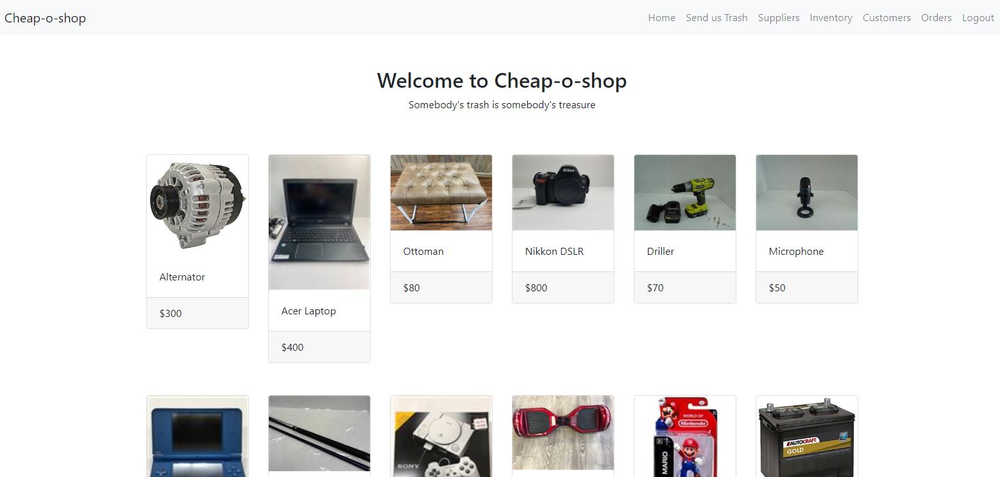 Cheap-o-shop
Home Send us Trash Suppliers Inventory Customers Orders Logout
Welcome to Cheap-o-shop
Somebody's trash is somebody's treasure
Nikon
Alternator
$300
Acer Laptop
$400
Ottoman
$80
Nikkon DSLR
$800
Driller
$70
Microphone
$50
SONY
WORLD OF
Nintendo
MARIO
AUTOCRAFT
GOLD